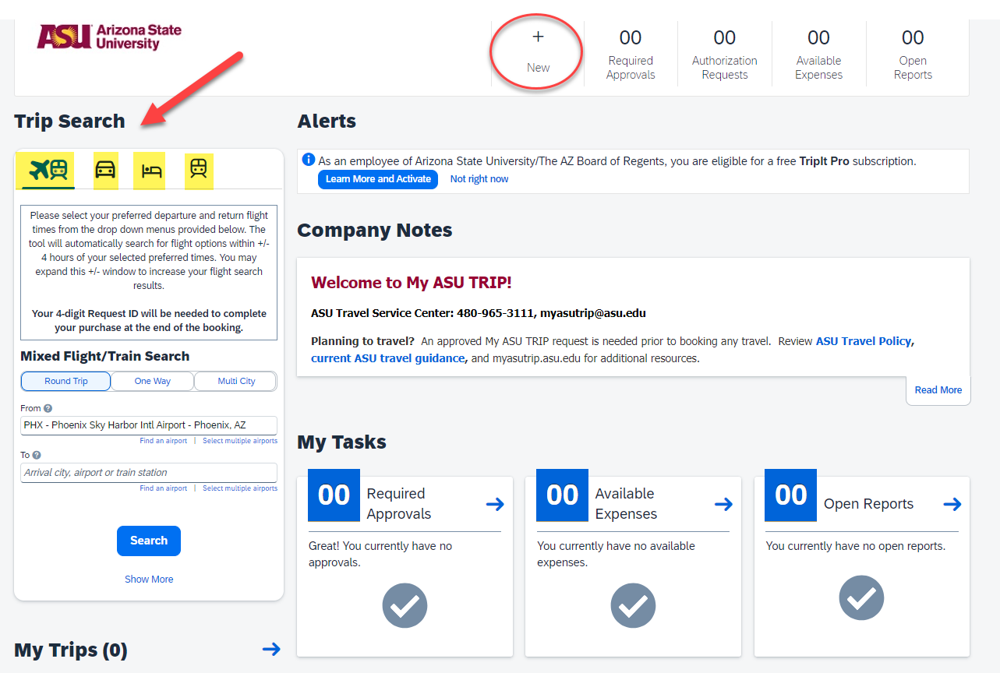 ASU Arizona State
University
+
New
00
Required
Approvals
00
Authorization
Requests
00
Available
Expenses
00
Open
Reports
Trip Search
Please select your preferred departure and return flight
times from the drop down menus provided below. The
tool will automatically search for flight options within +/-
4 hours of your selected preferred times. You may
expand this +/- window to increase your flight search
results.
Your 4-digit Request ID will be needed to complete
your purchase at the end of the booking.
Mixed Flight/Train Search
Round Trip One Way Multi City
From ?
PHX - Phoenix Sky Harbor Intl Airport - Phoenix, AZ
Find an airport | Select multiple airports
To ?
Arrival city, airport or train station
Find an airport | Select multiple airports
Search
Show More
My Trips (0)
Alerts
As an employee of Arizona State University/The AZ Board of Regents, you are eligible for a free TripIt Pro subscription.
Learn More and Activate Not right now
Company Notes
Welcome to My ASU TRIP!
ASU Travel Service Center: 480-965-3111, myasutrip@asu.edu
Planning to travel? An approved My ASU TRIP request is needed prior to booking any travel. Review ASU Travel Policy,
current ASU travel guidance, and myasutrip.asu.edu for additional resources.
Read More
My Tasks
00 Required
Approvals
Great! You currently have no
approvals.
00 Available
Expenses
You currently have no available
expenses.
00 Open Reports
You currently have no open reports.